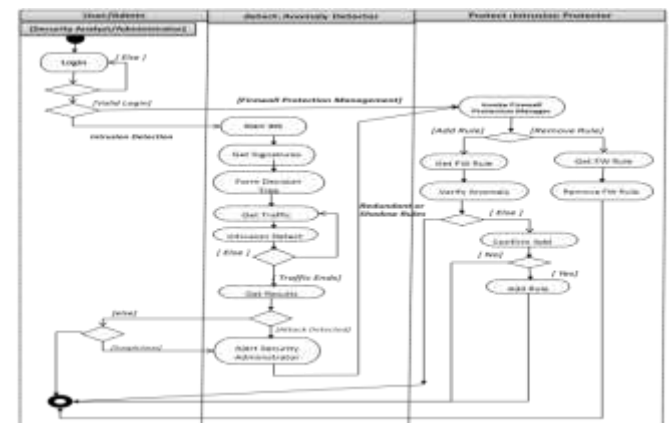 User/Admin
detect :Anomaly Detector
Protect :Intrusion Protector
[Security Analyst/Administrator]
Login
[ Else ]
[Valid Login]
[Firewall Protection Management]
Intrusion Detection
Start IDS
Get Signatures
Form Decision
Tree
Get Traffic
Intrusion Detect
[ Else ]
[ Traffic Ends]
Get Results
[else]
[Attack Detected]
[Suspicious]
Alert Security
Administrator
Invoke Firewall
Protection Manager
[Add Rule]
[Remove Rule]
Get FW Rule
Get FW Rule
Verify Anomaly
Remove FW Rule
Redundant or
Shadow Rules
[ Else ]
Confirm Add
[ No]
[ Yes]
Add Rule